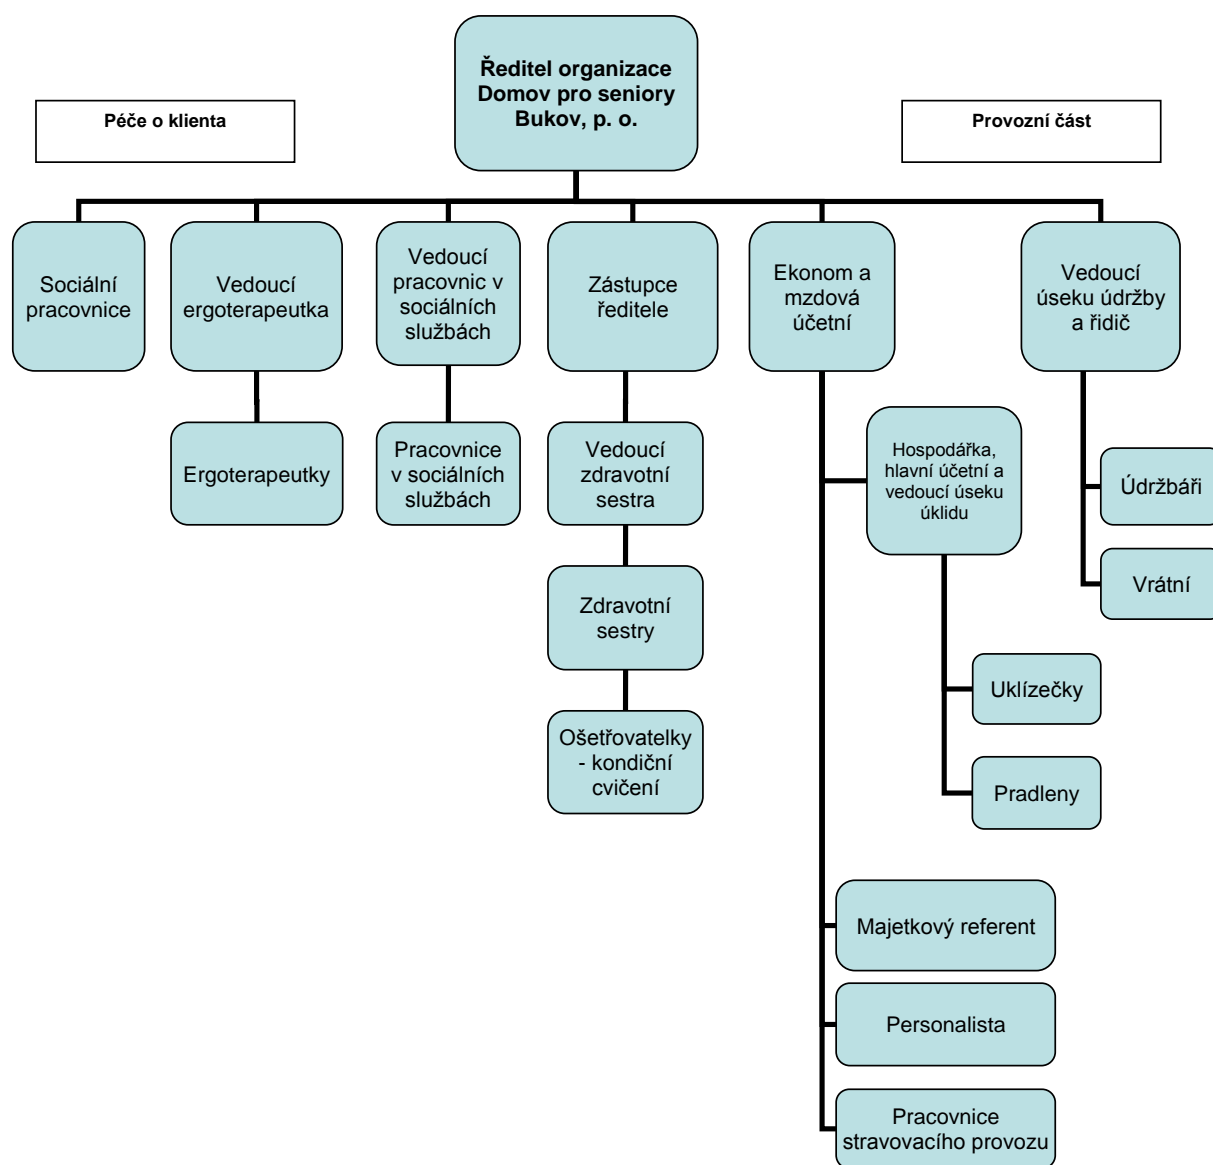 Ředitel organizace
Domov pro seniory
Bukov, p. o.
Péče o klienta
Provozní část
Sociální
pracovnice
Vedoucí
ergoterapeutka
Vedoucí
pracovnic v
sociálních
službách
Zástupce
ředitele
Ekonom a
mzdová
účetní
Vedoucí
úseku údržby
a řidič
Ergoterapeutky
Pracovnice
v sociálních
službách
Vedoucí
zdravotní
sestra
Hospodářka,
hlavní účetní a
vedoucí úseku
úklidu
Údržbáři
Vrátní
Zdravotní
sestry
Uklízečky
Ošetřovatelky
- kondiční
cvičení
Pradleny
Majetkový referent
Personalista
Pracovnice
stravovacího provozu